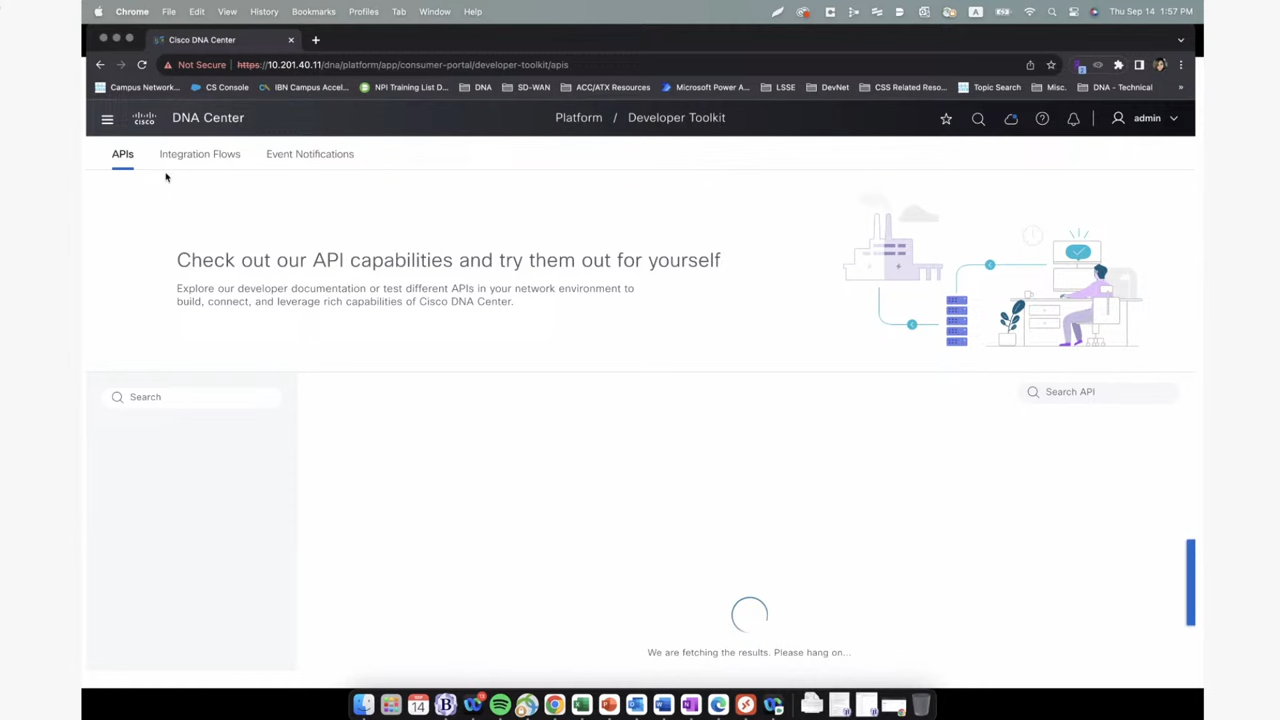 Chrome File Edit View History Bookmarks Profiles Tab Window Help Thu Sep 14 1:57 PM
Cisco DNA Center
Not Secure https://10.201.40.11/dna/platform/app/consumer-portal/developer-toolkit/apis
Campus Network... CS Console IBN Campus Accel... NPI Training List D... DNA SD-WAN ACC/ATX Resources Microsoft Power A... LSSE DevNet CSS Related Reso... Topic Search Misc. DNA - Technical »
CISCO DNA Center Platform / Developer Toolkit admin
APIs Integration Flows Event Notifications
Check out our API capabilities and try them out for yourself
Explore our developer documentation or test different APIs in your network environment to
build, connect, and leverage rich capabilities of Cisco DNA Center.
Search Search API
We are fetching the results. Please hang on...
SEP
14